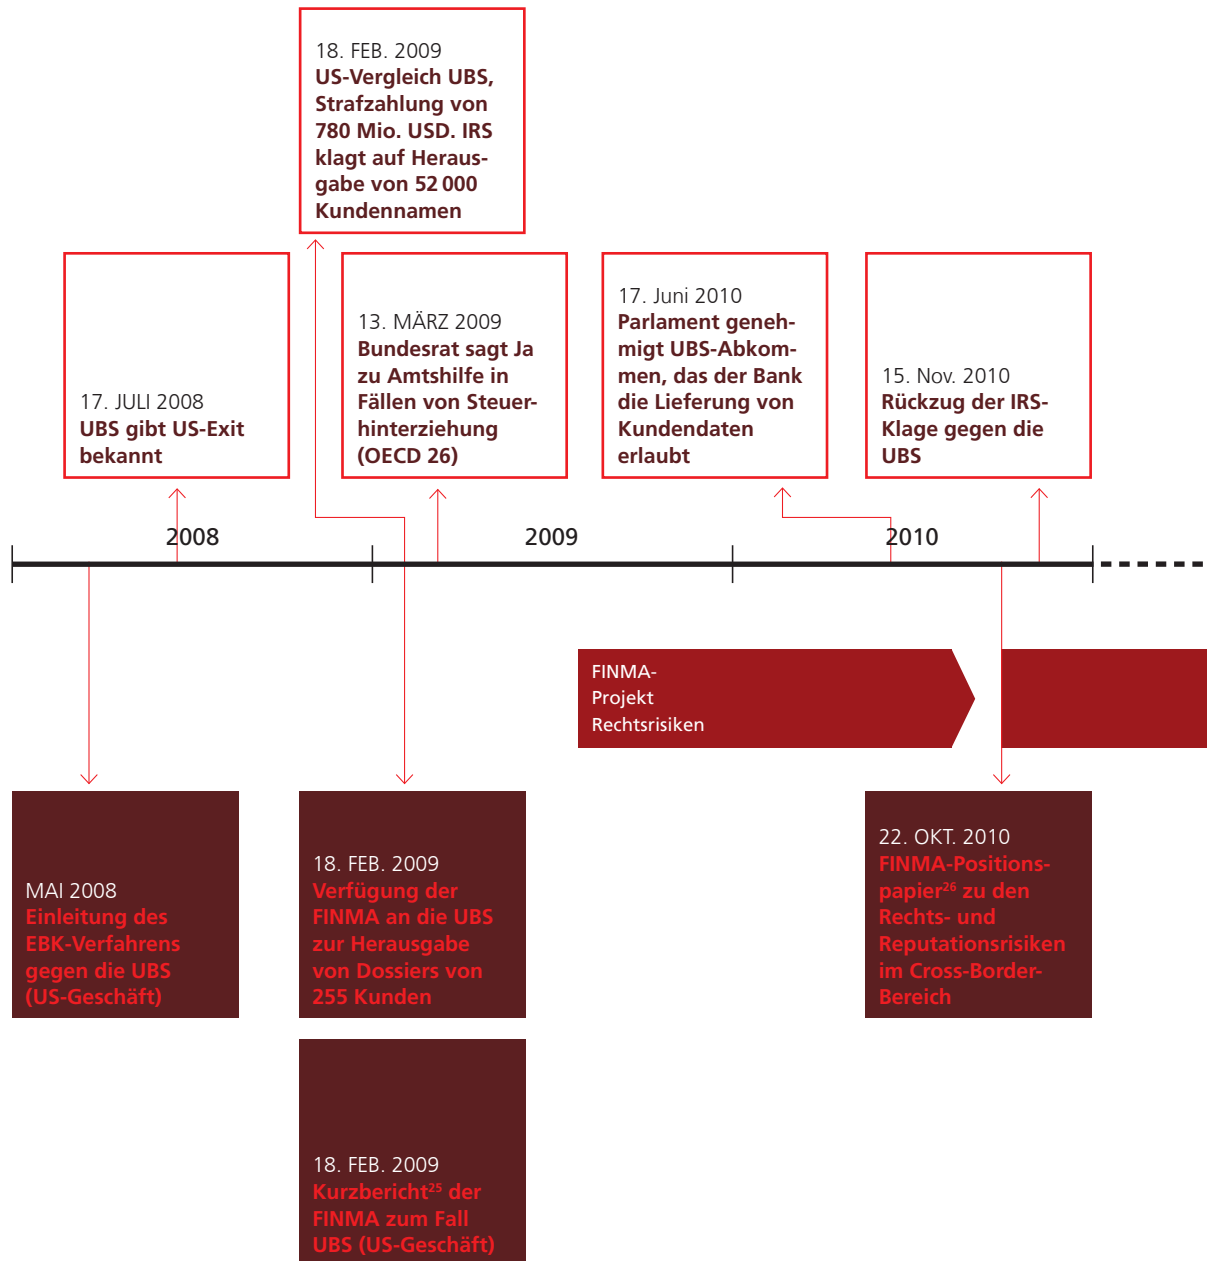 18. FEB. 2009
US-Vergleich UBS,
Strafzahlung von
780 Mio. USD. IRS
klagt auf Heraus-
gabe von 52 000
Kundennamen
17. JULI 2008
UBS gibt US-Exit
bekannt
13. MÄRZ 2009
Bundesrat sagt Ja
zu Amtshilfe in
Fällen von Steuer-
hinterziehung
(OECD 26)
17. Juni 2010
Parlament geneh-
migt UBS-Abkom-
men, das der Bank
die Lieferung von
Kundendaten
erlaubt
15. Nov. 2010
Rückzug der IRS-
Klage gegen die
UBS
2008
2009
2010
FINMA-
Projekt
Rechtsrisiken
MAI 2008
Einleitung des
EBK-Verfahrens
gegen die UBS
(US-Geschäft)
18. FEB. 2009
Verfügung der
FINMA an die UBS
zur Herausgabe
von Dossiers von
255 Kunden
22. OKT. 2010
FINMA-Positions-
papier²⁶ zu den
Rechts- und
Reputationsrisiken
im Cross-Border-
Bereich
18. FEB. 2009
Kurzbericht²⁵ der
FINMA zum Fall
UBS (US-Geschäft)